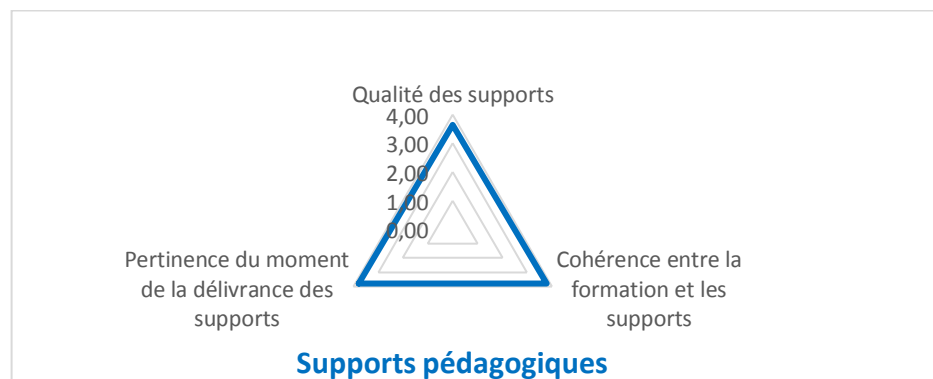 Qualité des supports
4,00
3,00
2,00
1,00
0,00
Pertinence du moment
de la délivrance des
supports
Cohérence entre la
formation et les
supports
Supports pédagogiques